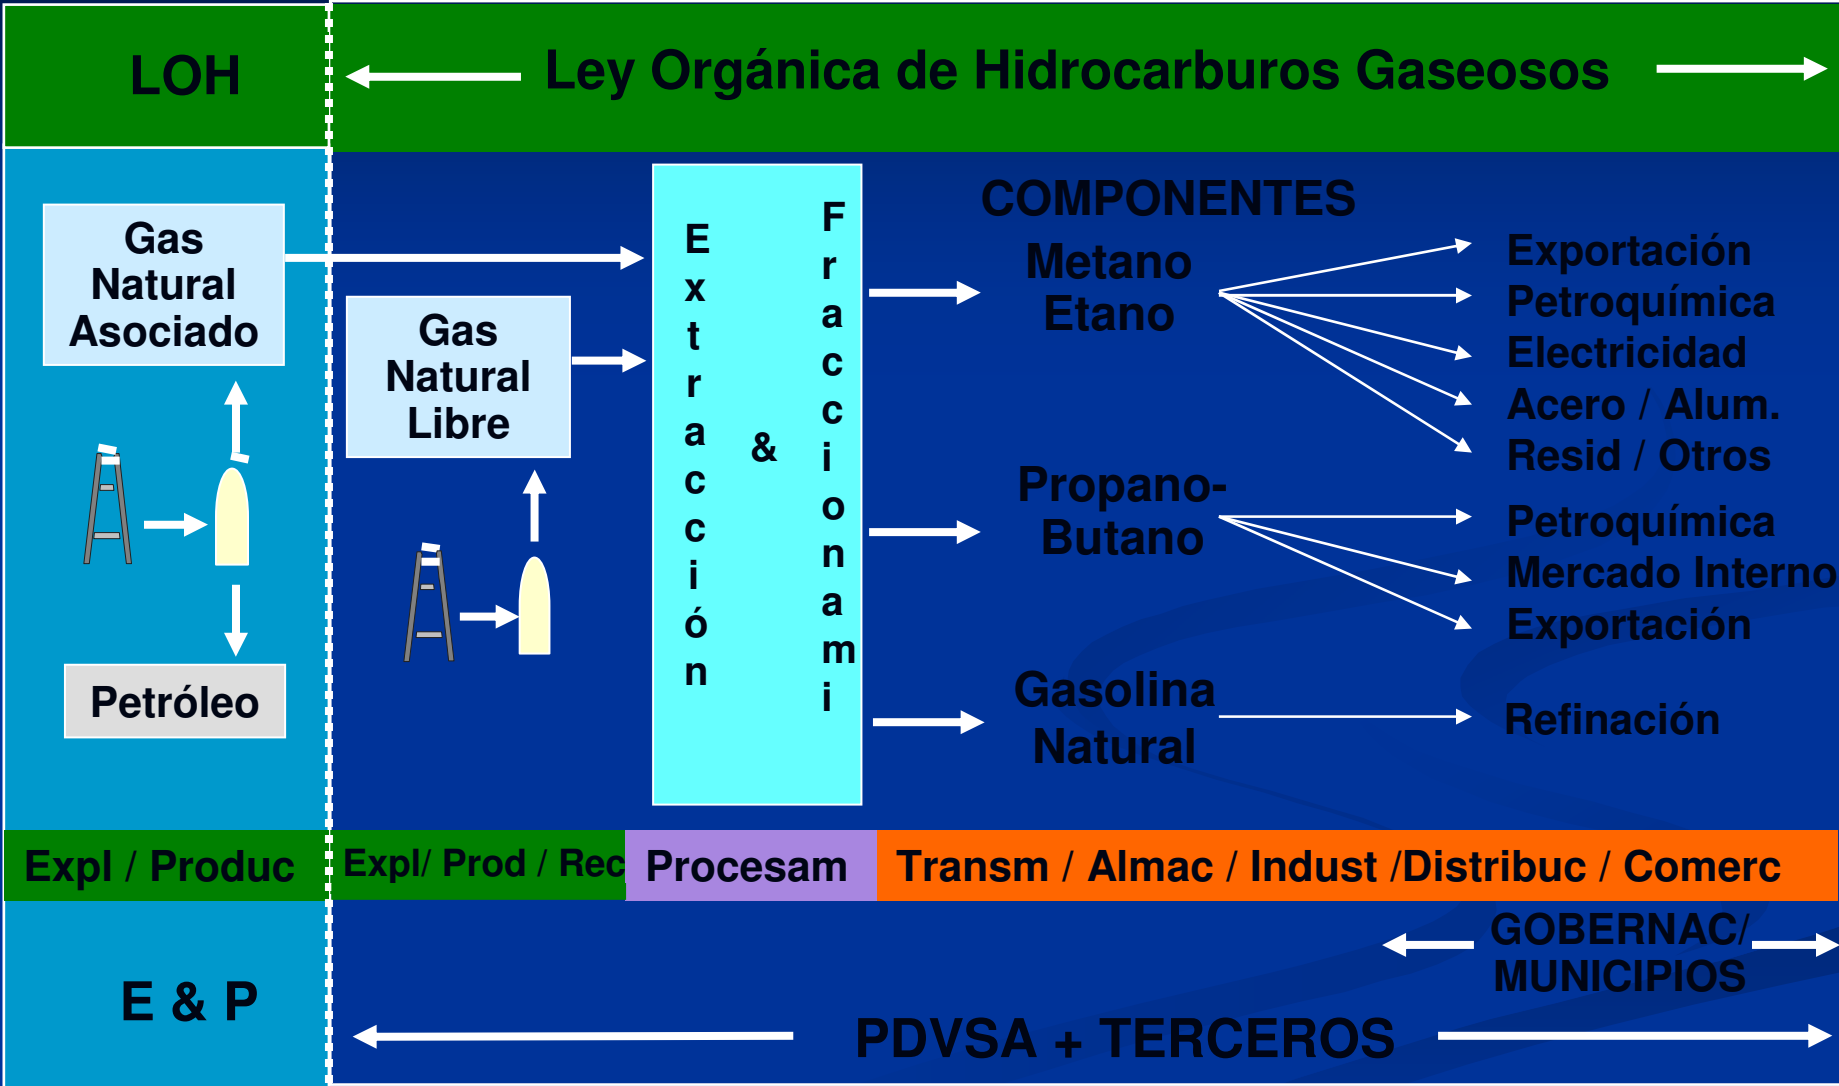 LOH
Ley Orgánica de Hidrocarburos Gaseosos
Gas
Natural
Asociado
Petróleo
Gas
Natural
Libre
Extracción
&
Fraccionami
COMPONENTES
Metano
Etano
Exportación
Petroquímica
Electricidad
Acero / Alum.
Resid / Otros
Propano-
Butano
Petroquímica
Mercado Interno
Exportación
Gasolina
Natural
Refinación
Expl / Produc
Expl/ Prod / Rec
Procesam
Transm / Almac / Indust /Distribuc / Comerc
E & P
GOBERNAC/
MUNICIPIOS
PDVSA + TERCEROS